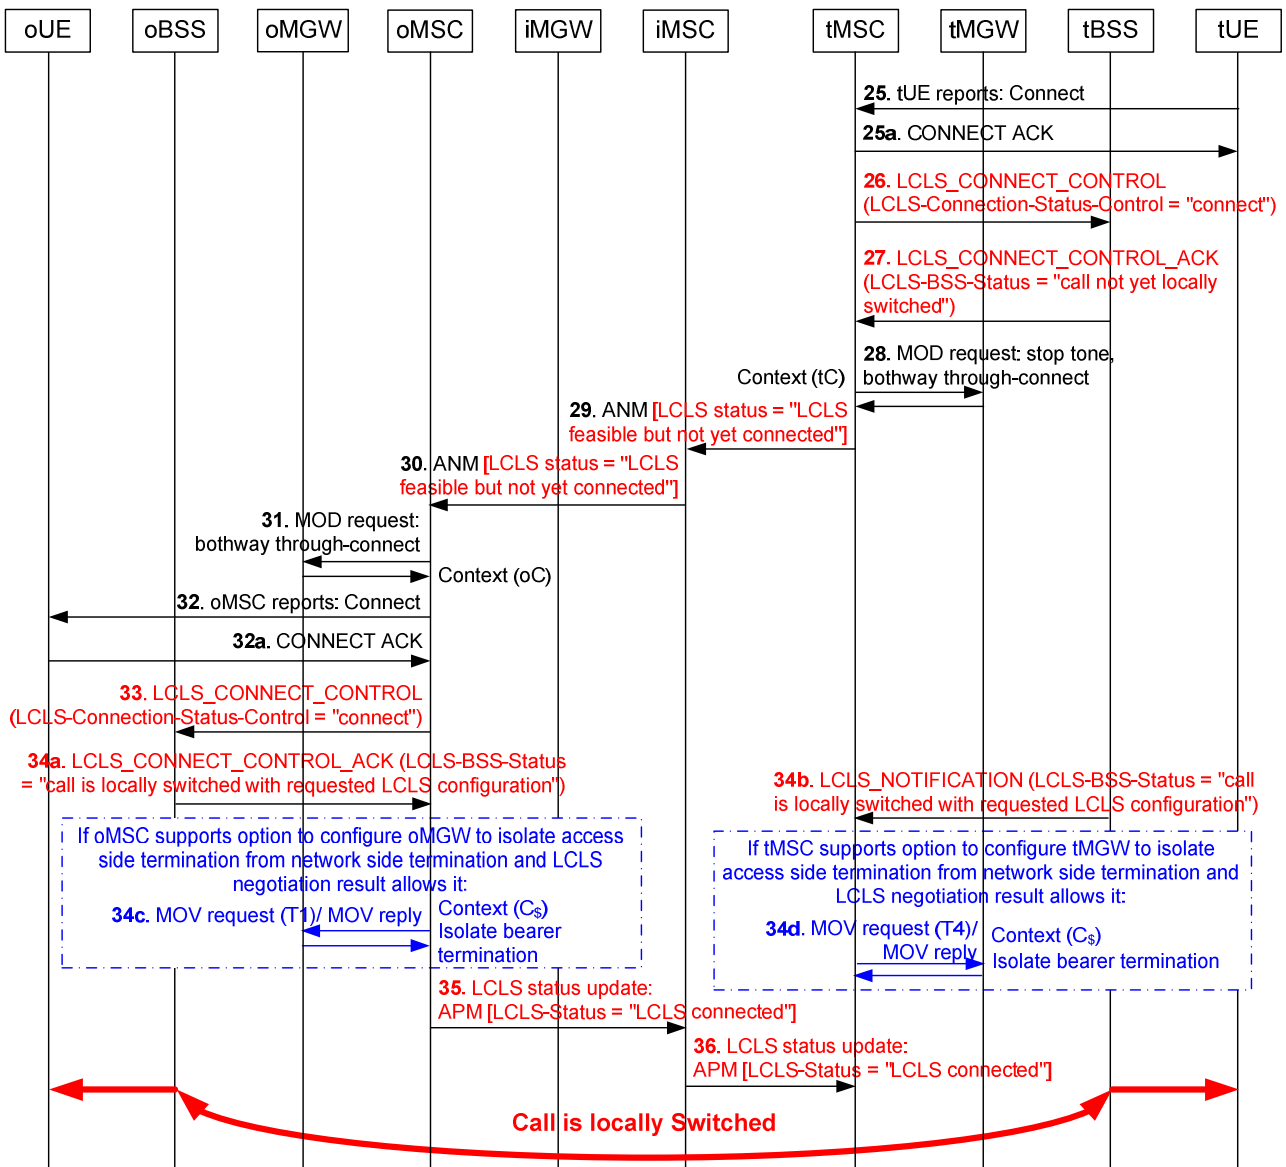 oUE oBSS oMGW oMSC iMGW iMSC tMSC tMGW tBSS tUE
25. tUE reports: Connect
25a. CONNECT ACK
26. LCLS_CONNECT_CONTROL
(LCLS-Connection-Status-Control = "connect")
27. LCLS_CONNECT_CONTROL_ACK
(LCLS-BSS-Status = "call not yet locally
switched")
28. MOD request: stop tone,
bothway through-connect
Context (tC)
29. ANM [LCLS status = "LCLS
feasible but not yet connected"]
30. ANM [LCLS status = "LCLS
feasible but not yet connected"]
31. MOD request:
bothway through-connect
Context (oC)
32. oMSC reports: Connect
32a. CONNECT ACK
33. LCLS_CONNECT_CONTROL
(LCLS-Connection-Status-Control = "connect")
34a. LCLS_CONNECT_CONTROL_ACK (LCLS-BSS-Status
= "call is locally switched with requested LCLS configuration")
34b. LCLS_NOTIFICATION (LCLS-BSS-Status = "call
is locally switched with requested LCLS configuration")
If oMSC supports option to configure oMGW to isolate access
side termination from network side termination and LCLS
negotiation result allows it:
34c. MOV request (T1)/ MOV reply
Context (C$)
Isolate bearer
termination
If tMSC supports option to configure tMGW to isolate
access side termination from network side termination and
LCLS negotiation result allows it:
34d. MOV request (T4)/
MOV reply
Context (C$)
Isolate bearer termination
35. LCLS status update:
APM [LCLS-Status = "LCLS connected"]
36. LCLS status update:
APM [LCLS-Status = "LCLS connected"]
Call is locally Switched